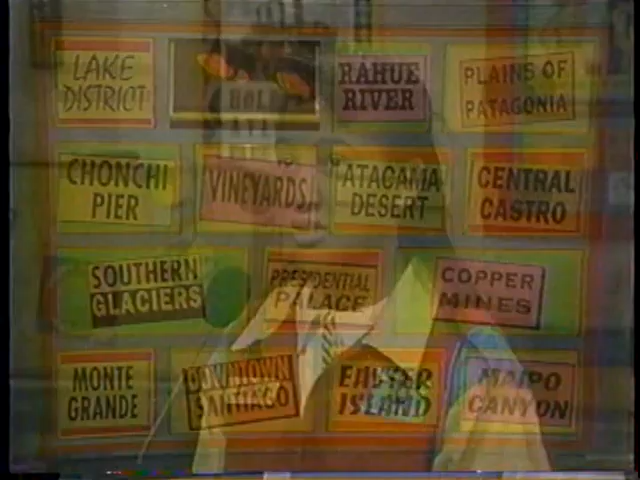 LAKE
DISTRICT
RAHUE
RIVER
PLAINS OF
PATAGONIA
CHONCHI
PIER
VINEYARDS
ATACAMA
DESERT
CENTRAL
CASTRO
SOUTHERN
GLACIERS
PRESIDENTIAL
PALACE
COPPER
MINES
MONTE
GRANDE
DOWNTOWN
SANTIAGO
EASTER
ISLAND
MAIPO
CANYON